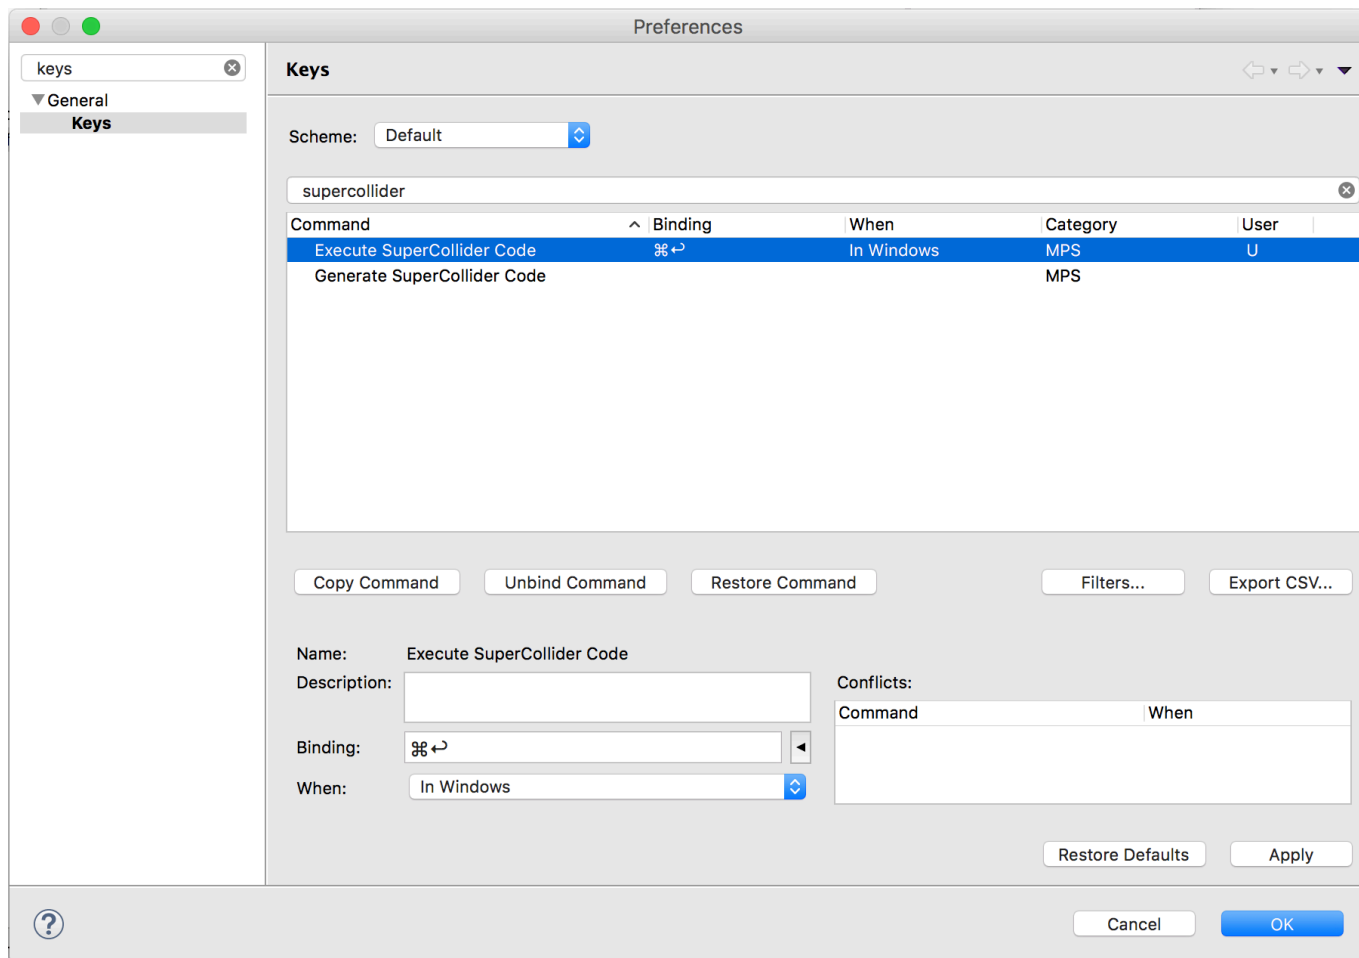 Preferences
keys
General
Keys
Keys
Scheme: Default
supercollider
Command Binding When Category User
Execute SuperCollider Code ⌘↩ In Windows MPS U
Generate SuperCollider Code MPS
Copy Command Unbind Command Restore Command Filters... Export CSV...
Name: Execute SuperCollider Code
Description:
Conflicts:
Command When
Binding: ⌘↩
When: In Windows
Restore Defaults Apply
? Cancel OK